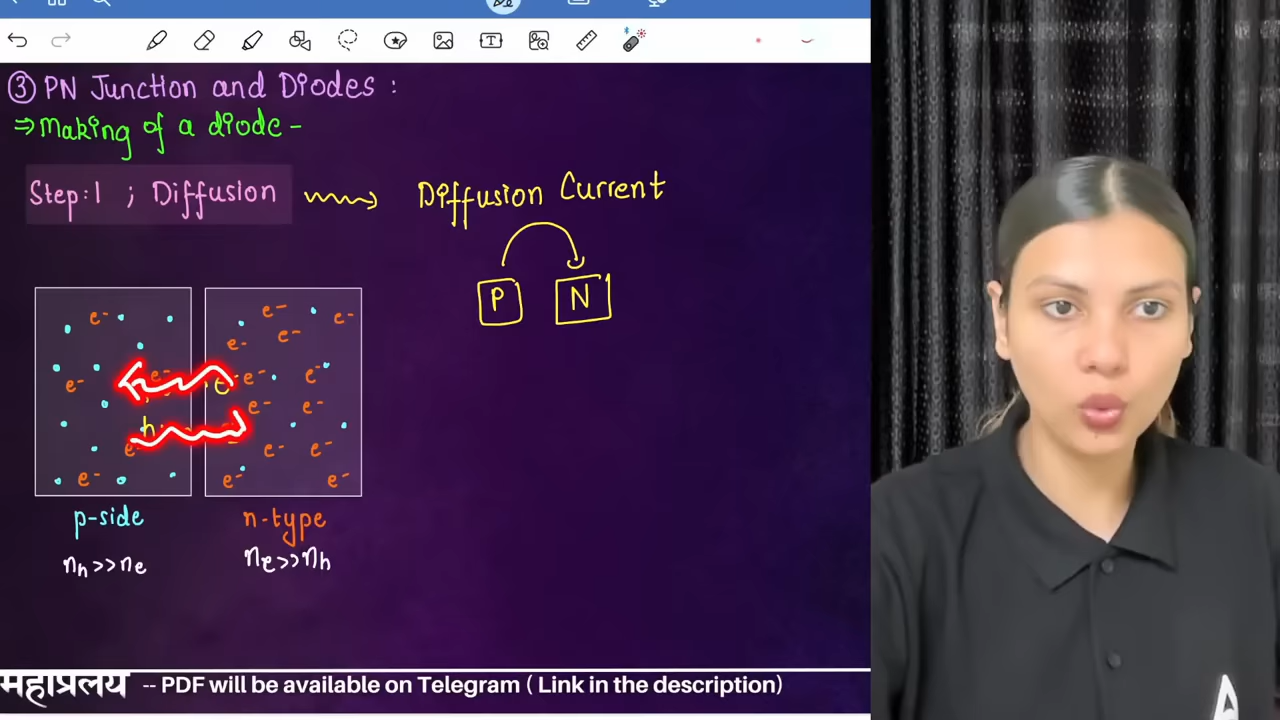 ③ PN Junction and Diodes :
⇒ Making of a diode -
Step:1 ; Diffusion ⟿ Diffusion Current
P N
e- e- e-
e- e-
e- e- e- e- e-
e- e-
h
e- e- e-
e- e- e-
p-side n-type
nh >> ne ne >> nh
महाप्रलय -- PDF will be available on Telegram ( Link in the description)